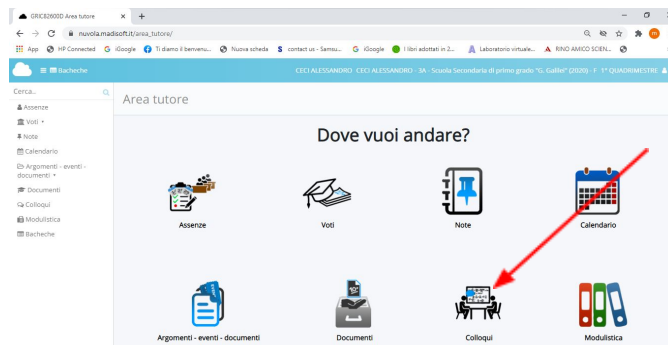 GRIC82600D Area tutore
nuvola.madisoft.it/area_tutore/
App HP Connected iGoogle Ti diamo il benvenu... Nuova scheda contact us - Samsu... iGoogle I libri adottati in 2... Laboratorio virtuale... RINO AMICO SCIEN...
Bacheche CECI ALESSANDRO CECI ALESSANDRO - 3A - Scuola Secondaria di primo grado "G. Galilei" (2020) - F 1° QUADRIMESTRE
Cerca...
Assenze
Voti
Note
Calendario
Argomenti - eventi -
documenti
Documenti
Colloqui
Modulistica
Bacheche
Area tutore
Dove vuoi andare?
Assenze Voti Note Calendario
Argomenti - eventi - documenti Documenti Colloqui Modulistica